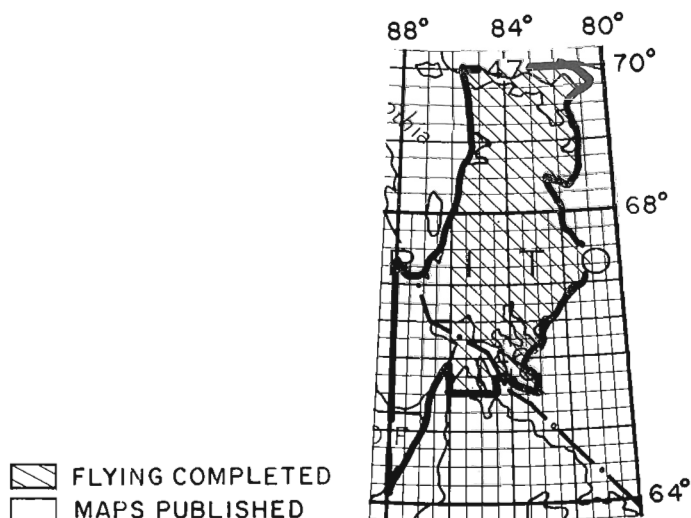 88° 84° 80°
47 70°
68°
I T
F
64°
FLYING COMPLETED
MAPS PUBLISHED